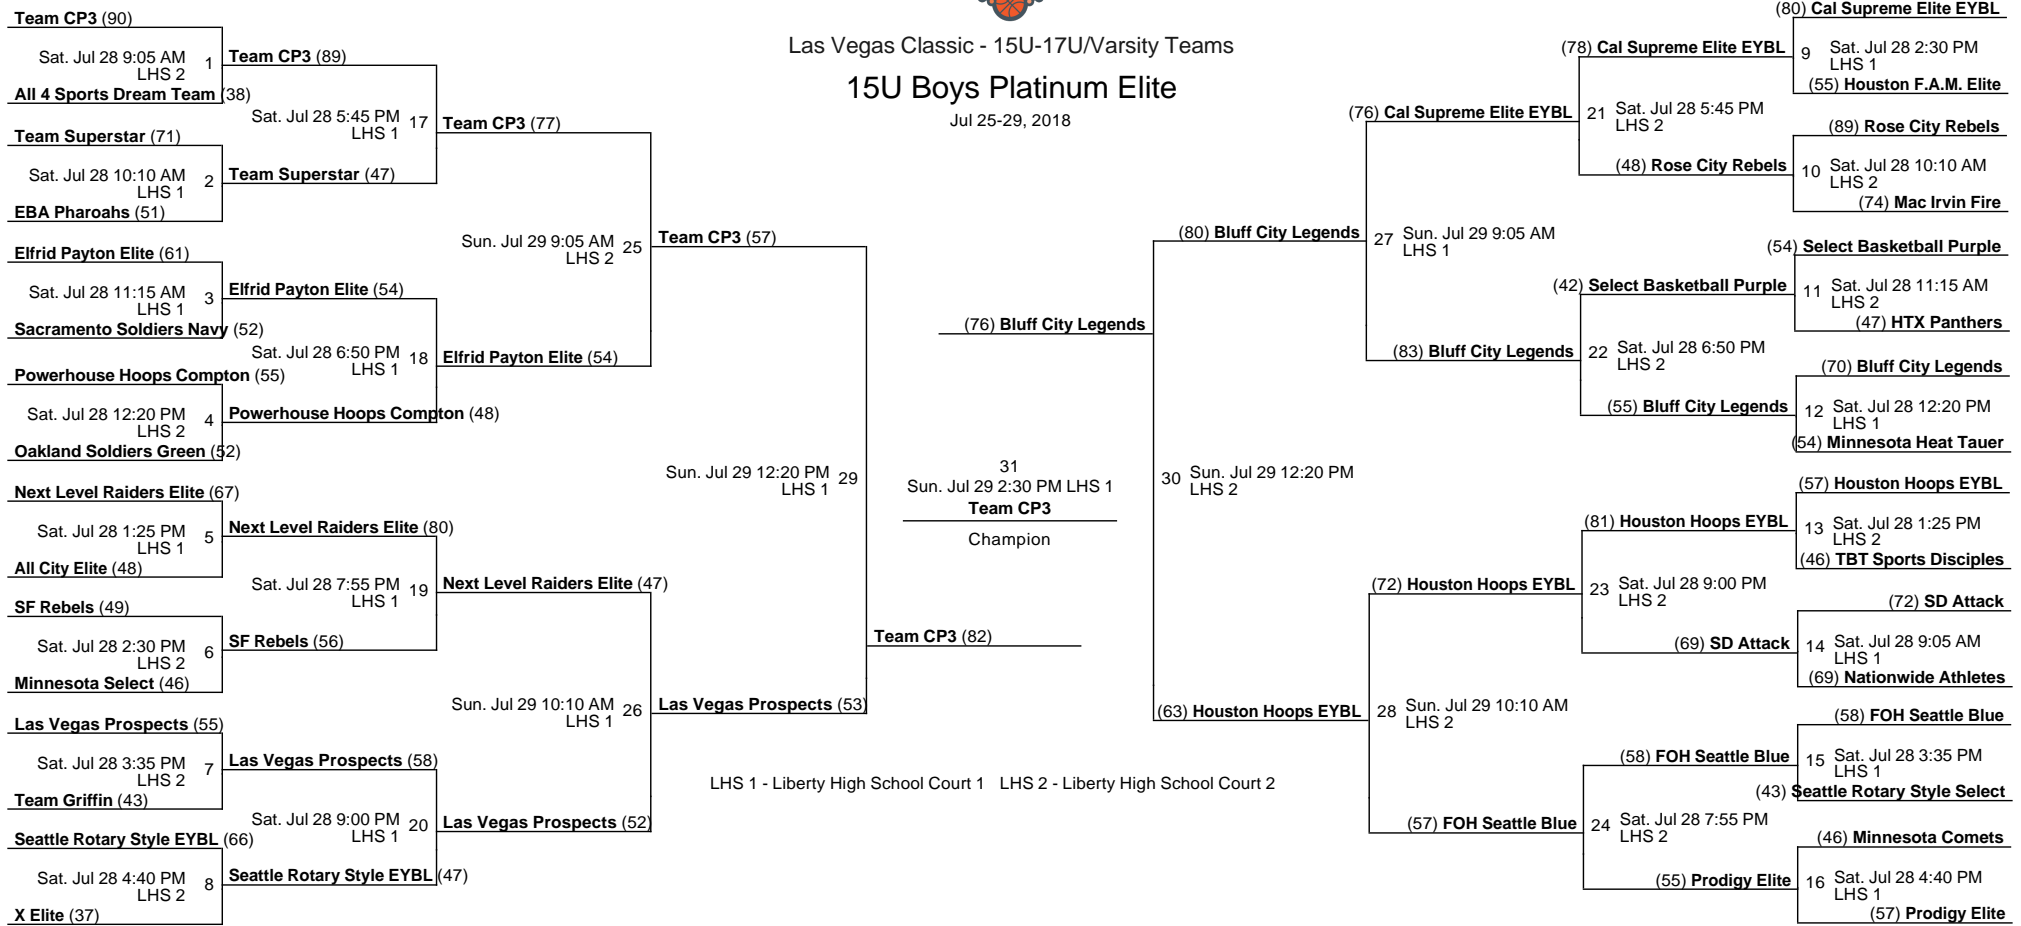 Las Vegas Classic - 15U-17U/Varsity Teams
15U Boys Platinum Elite
Jul 25-29, 2018
Team CP3 (90)
Sat. Jul 28 9:05 AM 1
LHS 2
All 4 Sports Dream Team (38)
Team Superstar (71)
Sat. Jul 28 10:10 AM 2
LHS 1
EBA Pharoahs (51)
Elfrid Payton Elite (61)
Sat. Jul 28 11:15 AM 3
LHS 1
Sacramento Soldiers Navy (52)
Powerhouse Hoops Compton (55)
Sat. Jul 28 12:20 PM 4
LHS 2
Oakland Soldiers Green (52)
Next Level Raiders Elite (67)
Sat. Jul 28 1:25 PM 5
LHS 1
All City Elite (48)
SF Rebels (49)
Sat. Jul 28 2:30 PM 6
LHS 2
Minnesota Select (46)
Las Vegas Prospects (55)
Sat. Jul 28 3:35 PM 7
LHS 2
Team Griffin (43)
Seattle Rotary Style EYBL (66)
Sat. Jul 28 4:40 PM 8
LHS 2
X Elite (37)
Team CP3 (89)
Sat. Jul 28 5:45 PM 17
LHS 1
Team Superstar (47)
Elfrid Payton Elite (54)
Sat. Jul 28 6:50 PM 18
LHS 1
Powerhouse Hoops Compton (48)
Next Level Raiders Elite (80)
Sat. Jul 28 7:55 PM 19
LHS 1
SF Rebels (56)
Las Vegas Prospects (58)
Sat. Jul 28 9:00 PM 20
LHS 1
Seattle Rotary Style EYBL (47)
Team CP3 (77)
Sun. Jul 29 9:05 AM 25
LHS 2
Elfrid Payton Elite (54)
Next Level Raiders Elite (47)
Sun. Jul 29 10:10 AM 26
LHS 1
Las Vegas Prospects (52)
Team CP3 (57)
Sun. Jul 29 12:20 PM 29
LHS 1
Las Vegas Prospects (53)
(76) Bluff City Legends
31
Sun. Jul 29 2:30 PM LHS 1
Team CP3
Champion
Team CP3 (82)
LHS 1 - Liberty High School Court 1 LHS 2 - Liberty High School Court 2
(80) Bluff City Legends
30 Sun. Jul 29 12:20 PM
LHS 2
(63) Houston Hoops EYBL
(76) Cal Supreme Elite EYBL
27 Sun. Jul 29 9:05 AM
LHS 1
(83) Bluff City Legends
(72) Houston Hoops EYBL
28 Sun. Jul 29 10:10 AM
LHS 2
(57) FOH Seattle Blue
(78) Cal Supreme Elite EYBL
21 Sat. Jul 28 5:45 PM
LHS 2
(48) Rose City Rebels
(42) Select Basketball Purple
22 Sat. Jul 28 6:50 PM
LHS 2
(55) Bluff City Legends
(81) Houston Hoops EYBL
23 Sat. Jul 28 9:00 PM
LHS 2
(69) SD Attack
(58) FOH Seattle Blue
24 Sat. Jul 28 7:55 PM
LHS 2
(55) Prodigy Elite
(80) Cal Supreme Elite EYBL
9 Sat. Jul 28 2:30 PM
LHS 1
(55) Houston F.A.M. Elite
(89) Rose City Rebels
10 Sat. Jul 28 10:10 AM
LHS 2
(74) Mac Irvin Fire
(54) Select Basketball Purple
11 Sat. Jul 28 11:15 AM
LHS 2
(47) HTX Panthers
(70) Bluff City Legends
12 Sat. Jul 28 12:20 PM
LHS 1
(54) Minnesota Heat Tauer
(57) Houston Hoops EYBL
13 Sat. Jul 28 1:25 PM
LHS 2
(46) TBT Sports Disciples
(72) SD Attack
14 Sat. Jul 28 9:05 AM
LHS 1
(69) Nationwide Athletes
(58) FOH Seattle Blue
15 Sat. Jul 28 3:35 PM
LHS 1
(43) Seattle Rotary Style Select
(46) Minnesota Comets
16 Sat. Jul 28 4:40 PM
LHS 1
(57) Prodigy Elite